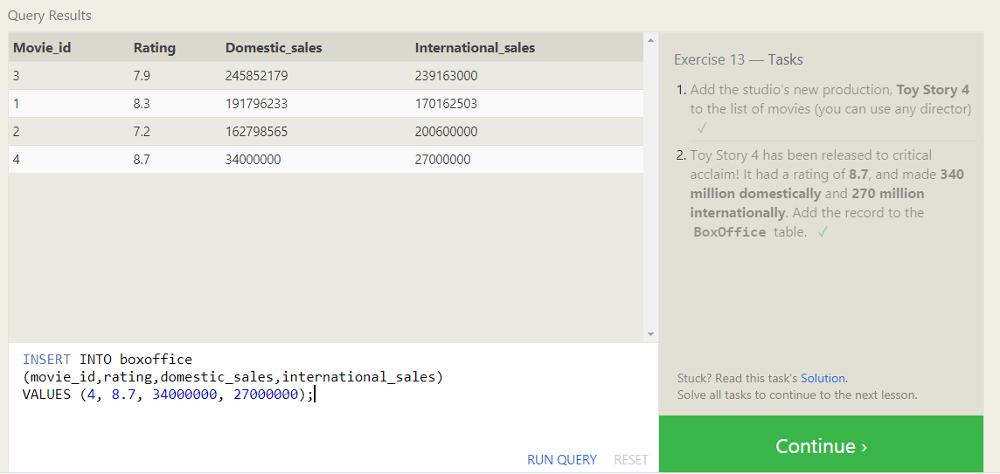 Query Results
Movie_id Rating Domestic_sales International_sales
3 7.9 245852179 239163000
1 8.3 191796233 170162503
2 7.2 162798565 200600000
4 8.7 34000000 27000000
INSERT INTO boxoffice
(movie_id,rating,domestic_sales,international_sales)
VALUES (4, 8.7, 34000000, 27000000);
RUN QUERY RESET
Exercise 13 — Tasks
1. Add the studio's new production, Toy Story 4
to the list of movies (you can use any director)
✓
2. Toy Story 4 has been released to critical
acclaim! It had a rating of 8.7, and made 340
million domestically and 270 million
internationally. Add the record to the
BoxOffice table. ✓
Stuck? Read this task's Solution.
Solve all tasks to continue to the next lesson.
Continue ›